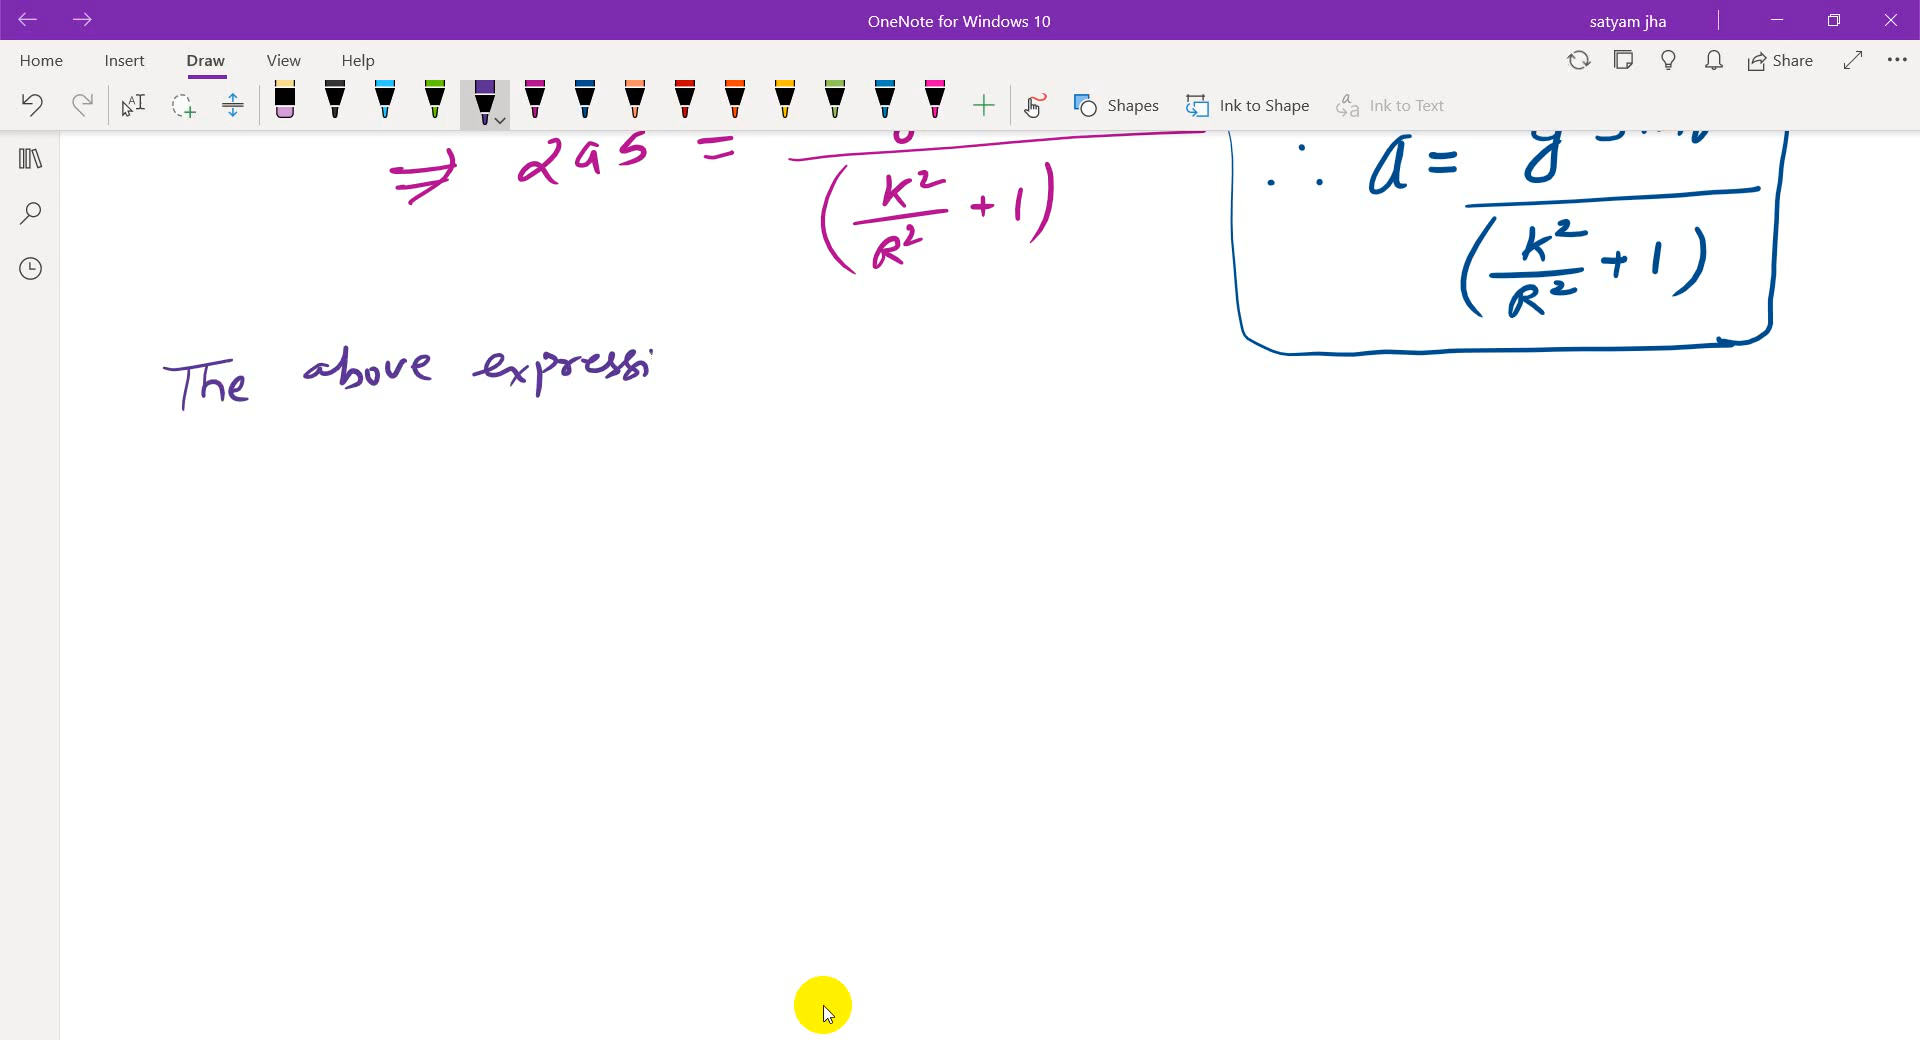 OneNote for Windows 10
satyam jha
Home Insert Draw View Help
Share
Shapes Ink to Shape Ink to Text
⇒ 2as =
(K²/R² + 1)
∴ a =
(K²/R² + 1)
The above expressi